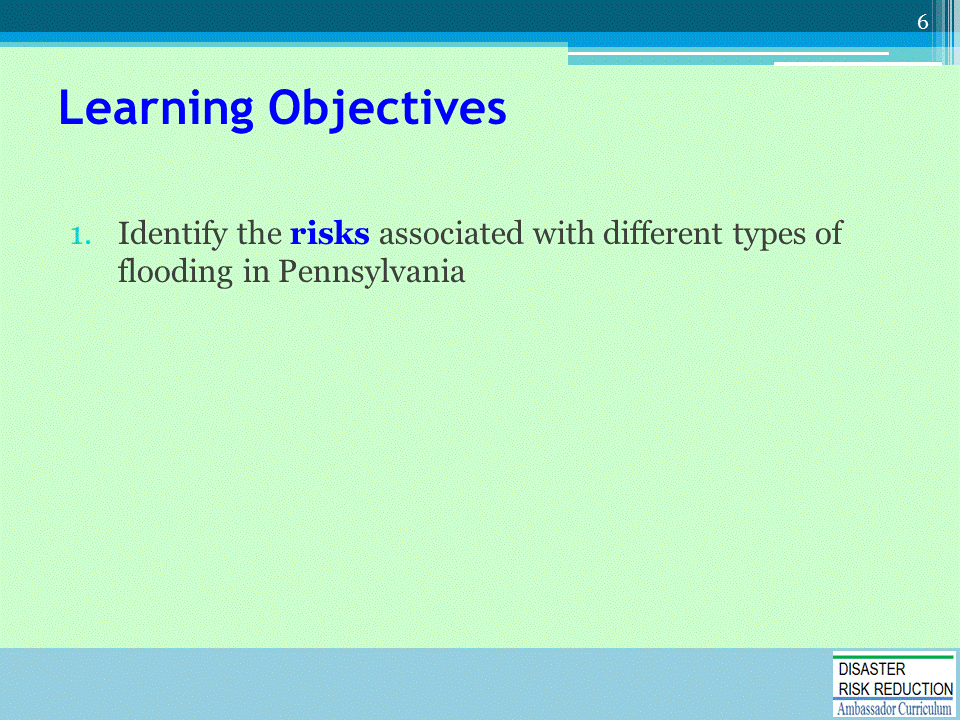 6
Learning Objectives
1. Identify the risks associated with different types of
flooding in Pennsylvania
DISASTER
RISK REDUCTION
Ambassador Curriculum